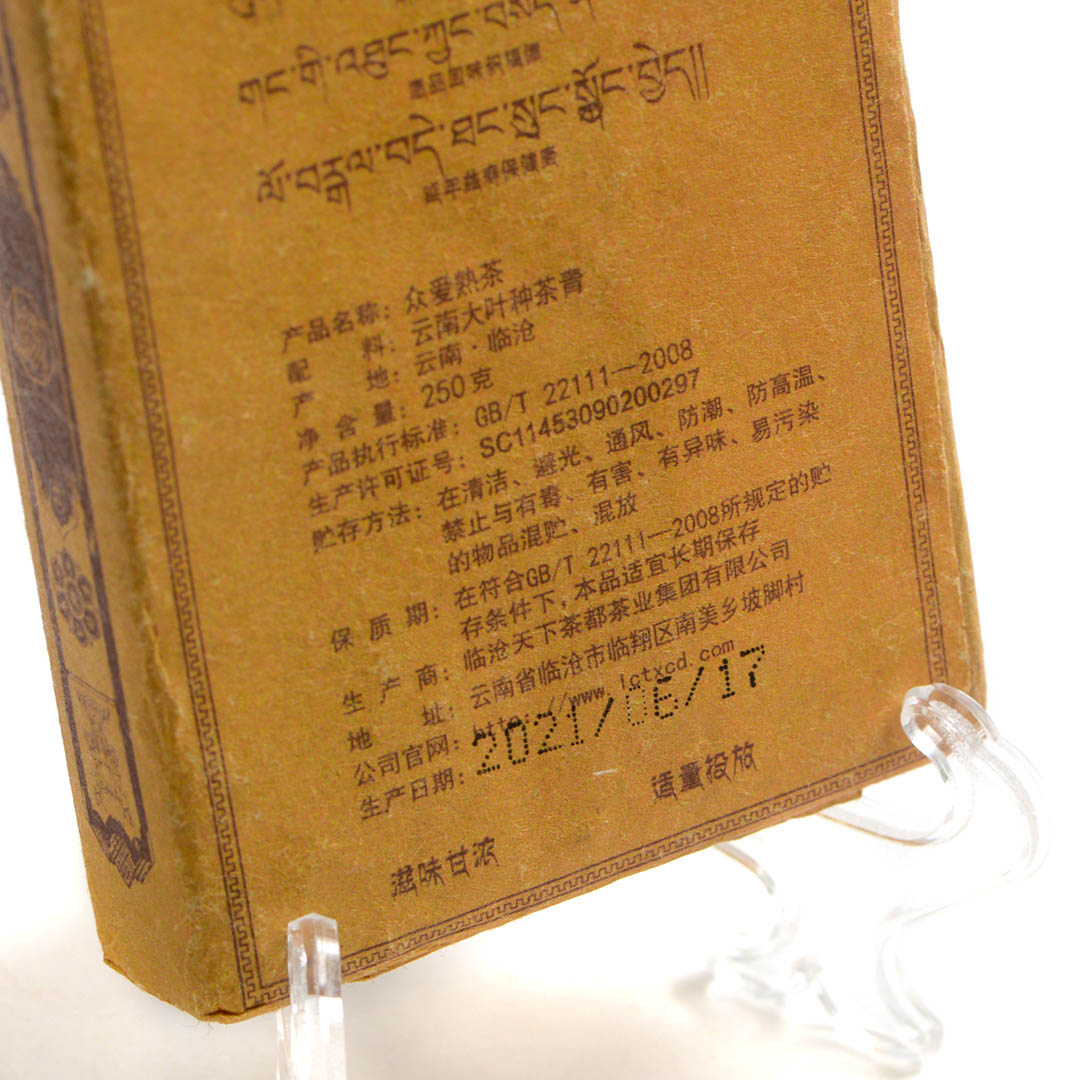 延年益寿保健康
产品名称：众爱熟茶
配　　料：云南大叶种茶青
产　　地：云南·临沧
净 含 量：250克
产品执行标准：GB/T 22111—2008
生产许可证号：SC11453090200297
贮存方法：在清洁、避光、通风、防潮、防高温、
禁止与有毒、有害、有异味、易污染
的物品混贮、混放
保 质 期：在符合GB/T 22111—2008所规定的贮
存条件下，本品适宜长期保存
生 产 商：临沧天下茶都茶业集团有限公司
地　　址：云南省临沧市临翔区南美乡坡脚村
公司官网：http://www.lctxcd.com
生产日期：2021/06/17
滋味甘浓
适量投放